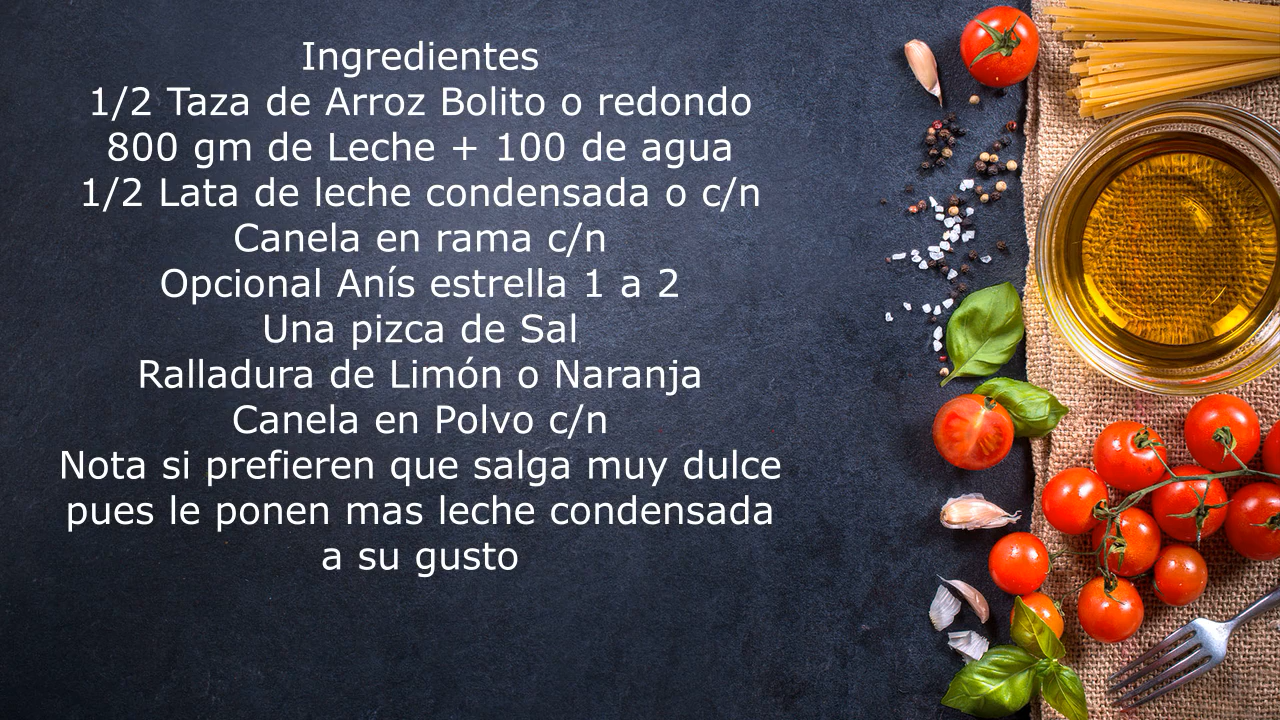 Ingredientes
1/2 Taza de Arroz Bolito o redondo
800 gm de Leche + 100 de agua
1/2 Lata de leche condensada o c/n
Canela en rama c/n
Opcional Anís estrella 1 a 2
Una pizca de Sal
Ralladura de Limón o Naranja
Canela en Polvo c/n
Nota si prefieren que salga muy dulce
pues le ponen mas leche condensada
a su gusto